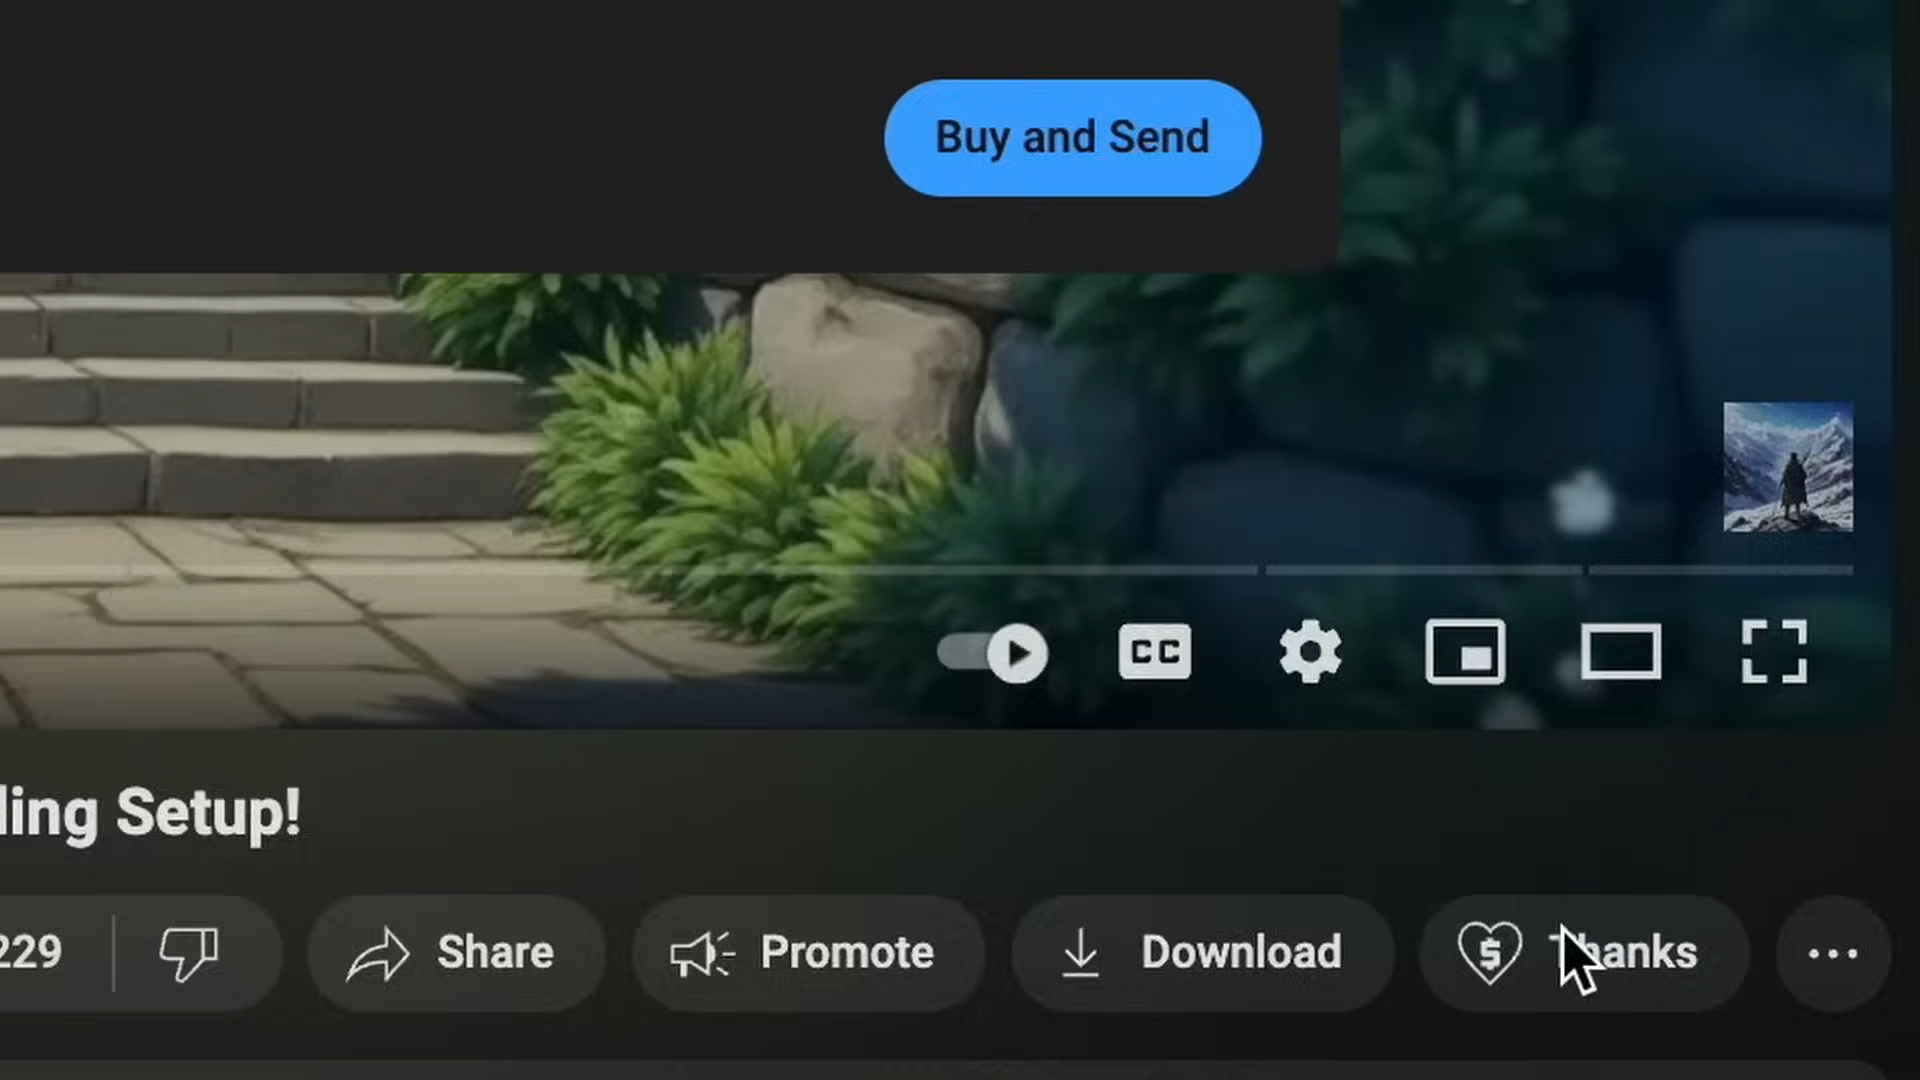 Buy and Send
CC
ling Setup!
229
Share
Promote
Download
Thanks